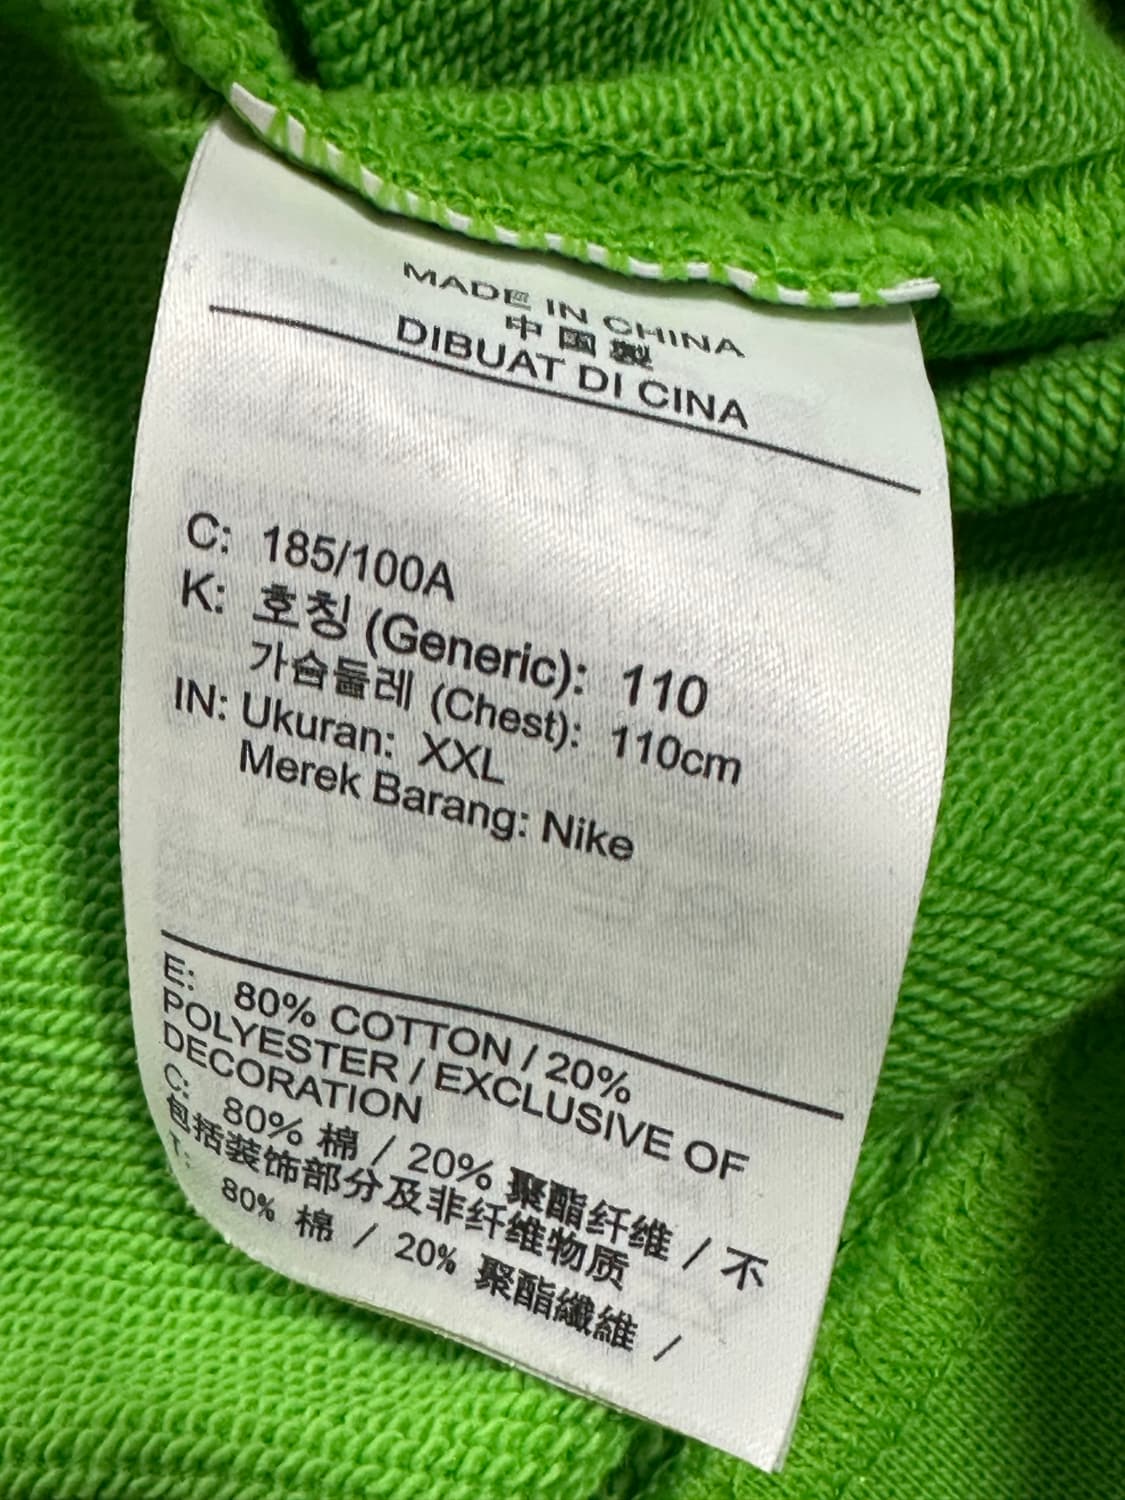 MADE IN CHINA
中国製
DIBUAT DI CINA
C: 185/100A
K: 호칭 (Generic): 110
가슴둘레 (Chest): 110cm
IN: Ukuran: XXL
Merek Barang: Nike
E: 80% COTTON / 20%
POLYESTER / EXCLUSIVE OF
DECORATION
C: 80% 棉 / 20% 聚酯纤维 / 不
包括装饰部分及非纤维物质
T: 80% 棉 / 20% 聚酯纖維 /